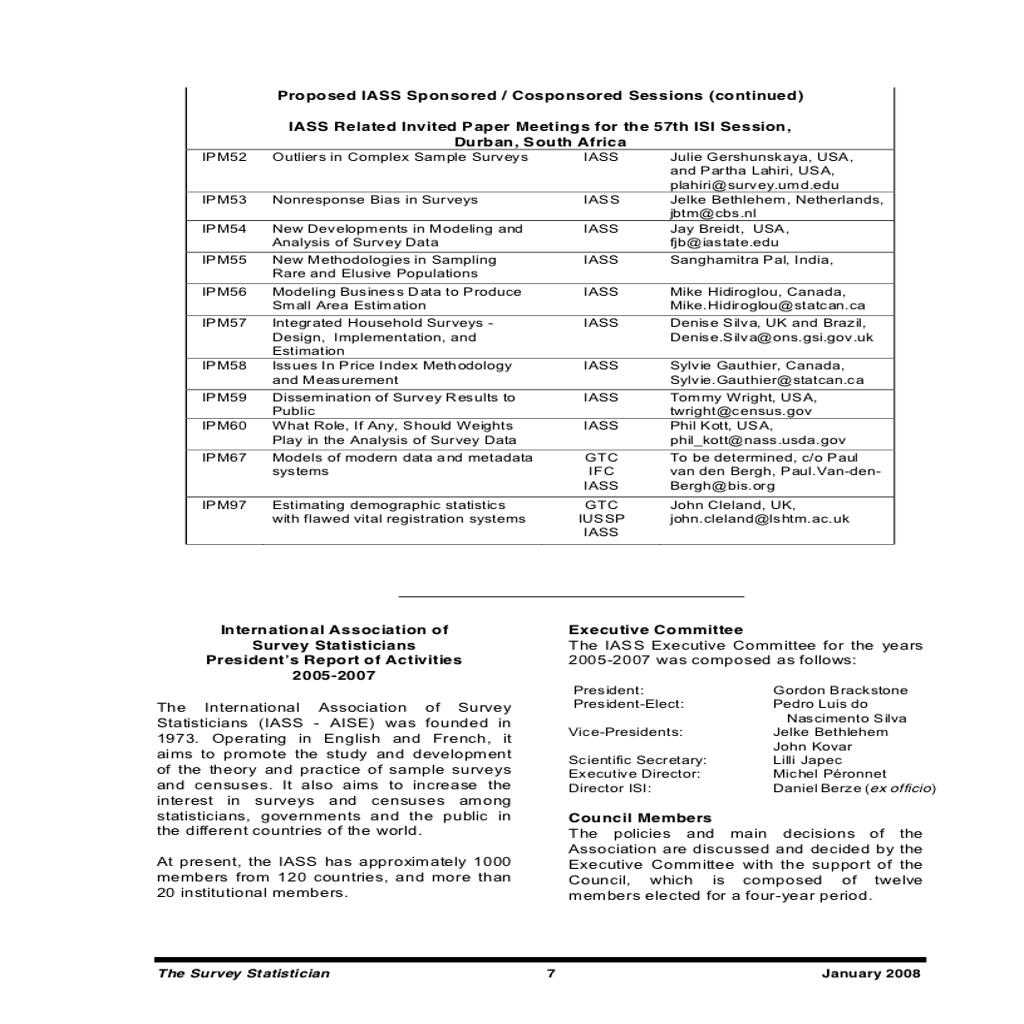 Proposed IASS Sponsored / Cosponsored Sessions (continued)
IASS Related Invited Paper Meetings for the 57th ISI Session,
Durban, South Africa
IPM52 Outliers in Complex Sample Surveys IASS Julie Gershunskaya, USA,
and Partha Lahiri, USA,
plahiri@survey.umd.edu
IPM53 Nonresponse Bias in Surveys IASS Jelke Bethlehem, Netherlands,
jbtm@cbs.nl
IPM54 New Developments in Modeling and IASS Jay Breidt, USA,
Analysis of Survey Data fjb@iastate.edu
IPM55 New Methodologies in Sampling IASS Sanghamitra Pal, India,
Rare and Elusive Populations
IPM56 Modeling Business Data to Produce IASS Mike Hidiroglou, Canada,
Small Area Estimation Mike.Hidiroglou@statcan.ca
IPM57 Integrated Household Surveys - IASS Denise Silva, UK and Brazil,
Design, Implementation, and Denise.Silva@ons.gsi.gov.uk
Estimation
IPM58 Issues In Price Index Methodology IASS Sylvie Gauthier, Canada,
and Measurement Sylvie.Gauthier@statcan.ca
IPM59 Dissemination of Survey Results to IASS Tommy Wright, USA,
Public twright@census.gov
IPM60 What Role, If Any, Should Weights IASS Phil Kott, USA,
Play in the Analysis of Survey Data phil_kott@nass.usda.gov
IPM67 Models of modern data and metadata GTC To be determined, c/o Paul
systems IFC van den Bergh, Paul.Van-den-
IASS Bergh@bis.org
IPM97 Estimating demographic statistics GTC John Cleland, UK,
with flawed vital registration systems IUSSP john.cleland@lshtm.ac.uk
IASS
International Association of
Survey Statisticians
President's Report of Activities
2005-2007
The International Association of Survey
Statisticians (IASS - AISE) was founded in
1973. Operating in English and French, it
aims to promote the study and development
of the theory and practice of sample surveys
and censuses. It also aims to increase the
interest in surveys and censuses among
statisticians, governments and the public in
the different countries of the world.
At present, the IASS has approximately 1000
members from 120 countries, and more than
20 institutional members.
Executive Committee
The IASS Executive Committee for the years
2005-2007 was composed as follows:
President: Gordon Brackstone
President-Elect: Pedro Luis do
Nascimento Silva
Vice-Presidents: Jelke Bethlehem
John Kovar
Scientific Secretary: Lilli Japec
Executive Director: Michel Péronnet
Director ISI: Daniel Berze (ex officio)
Council Members
The policies and main decisions of the
Association are discussed and decided by the
Executive Committee with the support of the
Council, which is composed of twelve
members elected for a four-year period.
The Survey Statistician 7 January 2008